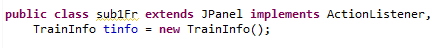 public class sub1Fr extends JPanel implements ActionListener,
TrainInfo tinfo = new TrainInfo();